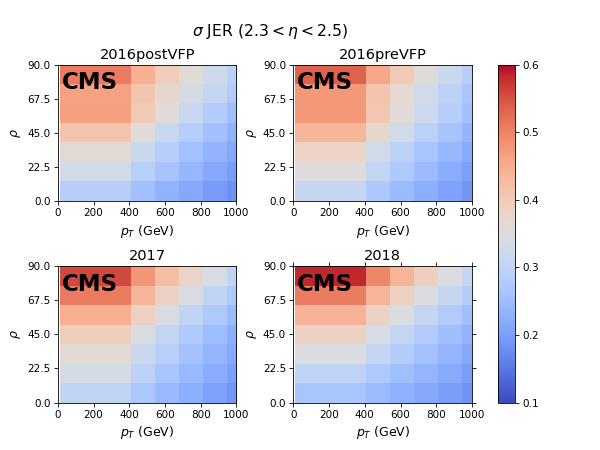 σ JER (2.3 < η < 2.5)
2016postVFP
2016preVFP
CMS
CMS
90.0
67.5
45.0
22.5
0.0
ρ
0 200 400 600 800 1000
p_T (GeV)
90.0
67.5
45.0
22.5
0.0
ρ
0 200 400 600 800 1000
p_T (GeV)
2017
2018
CMS
CMS
90.0
67.5
45.0
22.5
0.0
ρ
0 200 400 600 800 1000
p_T (GeV)
90.0
67.5
45.0
22.5
0.0
ρ
0 200 400 600 800 1000
p_T (GeV)
0.6
0.5
0.4
0.3
0.2
0.1